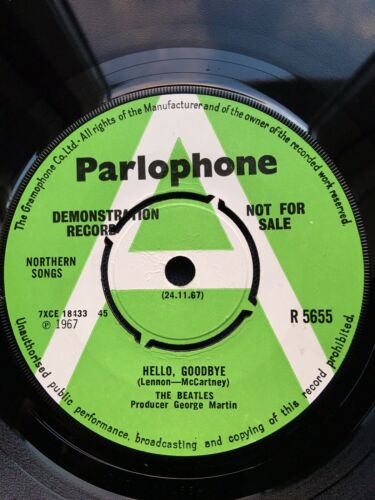 The Gramophone Co. Ltd.-All rights of the Manufacturer and of the owner of the recorded work reserved.
Parlophone
DEMONSTRATION
RECORD
NOT FOR
SALE
NORTHERN
SONGS
(24.11.67)
7XCE 18433 45
℗ 1967
R 5655
HELLO, GOODBYE
(Lennon—McCartney)
THE BEATLES
Producer George Martin
Unauthorised public performance, broadcasting and copying of this record prohibited.